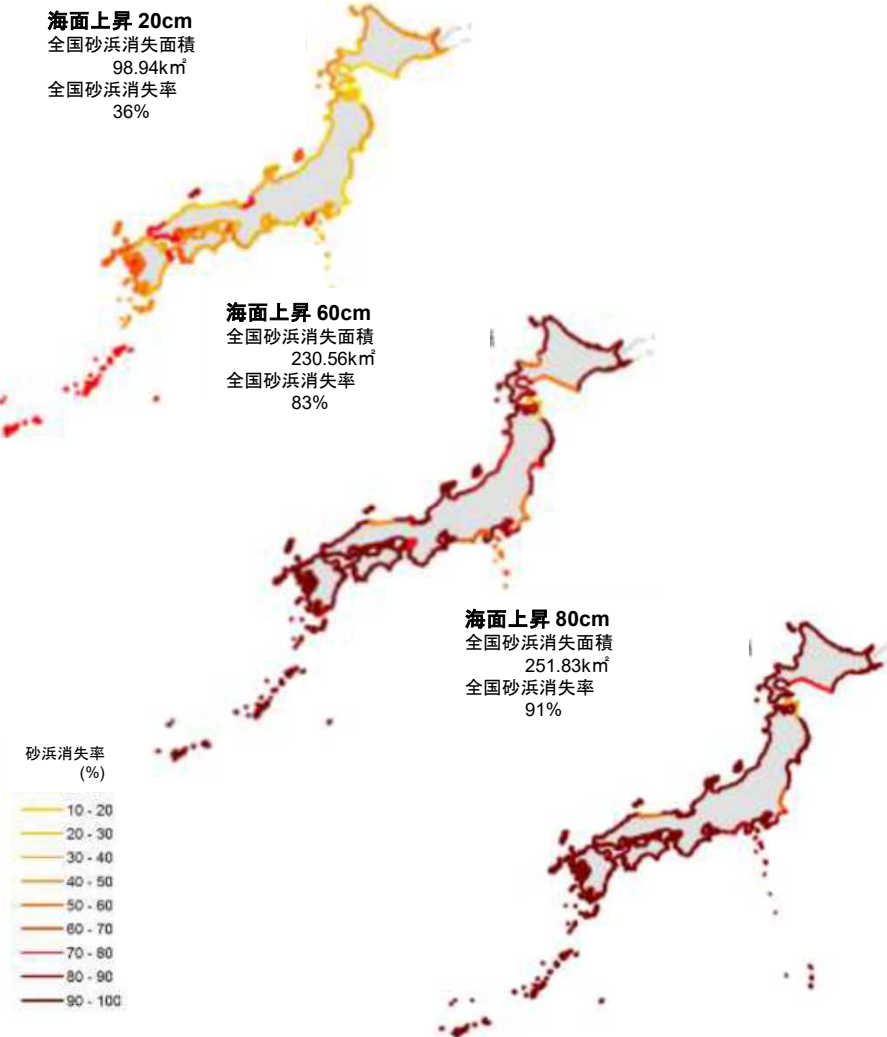 海面上昇 20cm
全国砂浜消失面積
98.94k㎡
全国砂浜消失率
36%
海面上昇 60cm
全国砂浜消失面積
230.56k㎡
全国砂浜消失率
83%
海面上昇 80cm
全国砂浜消失面積
251.83k㎡
全国砂浜消失率
91%
砂浜消失率
(%)
10 - 20
20 - 30
30 - 40
40 - 50
50 - 60
60 - 70
70 - 80
80 - 90
90 - 100